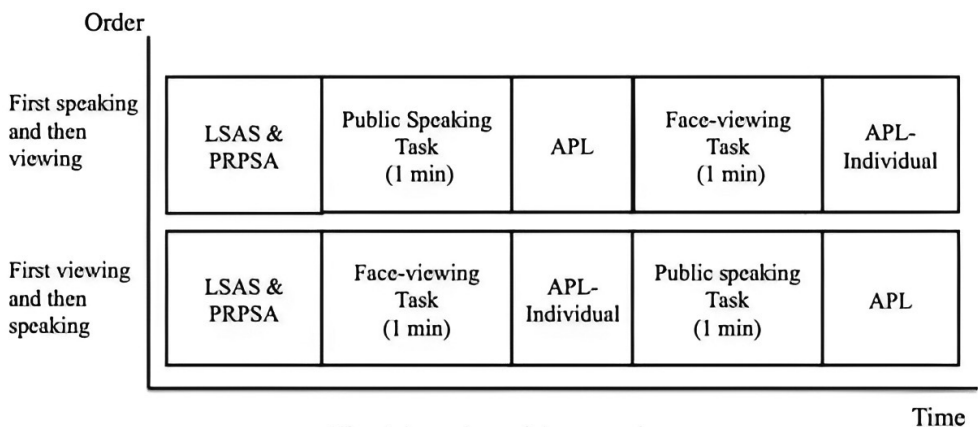 Order
First speaking
and then
viewing
LSAS &
PRPSA
Public Speaking
Task
(1 min)
APL
Face-viewing
Task
(1 min)
APL-
Individual
First viewing
and then
speaking
LSAS &
PRPSA
Face-viewing
Task
(1 min)
APL-
Individual
Public speaking
Task
(1 min)
APL
Time